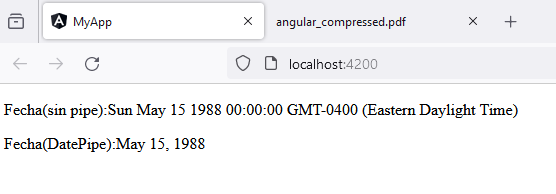 MyApp
angular_compressed.pdf
localhost:4200
Fecha(sin pipe):Sun May 15 1988 00:00:00 GMT-0400 (Eastern Daylight Time)
Fecha(DatePipe):May 15, 1988